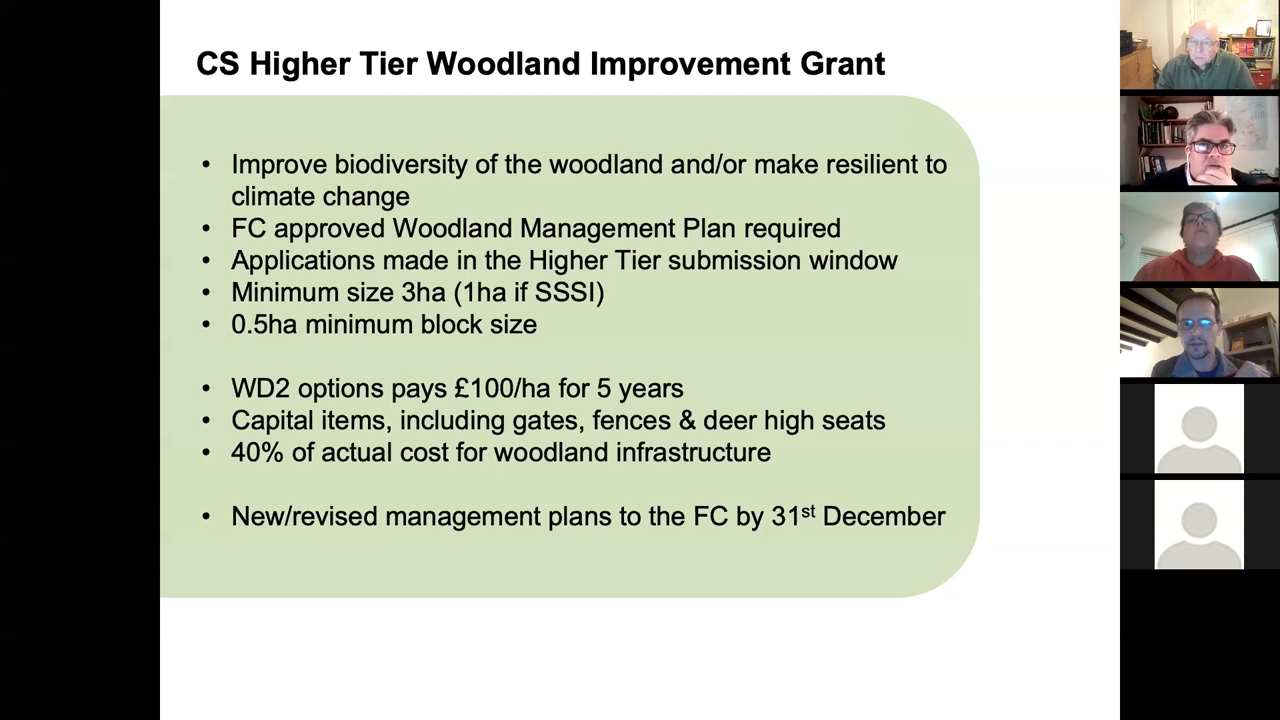 CS Higher Tier Woodland Improvement Grant
• Improve biodiversity of the woodland and/or make resilient to
climate change
• FC approved Woodland Management Plan required
• Applications made in the Higher Tier submission window
• Minimum size 3ha (1ha if SSSI)
• 0.5ha minimum block size
• WD2 options pays £100/ha for 5 years
• Capital items, including gates, fences & deer high seats
• 40% of actual cost for woodland infrastructure
• New/revised management plans to the FC by 31st December